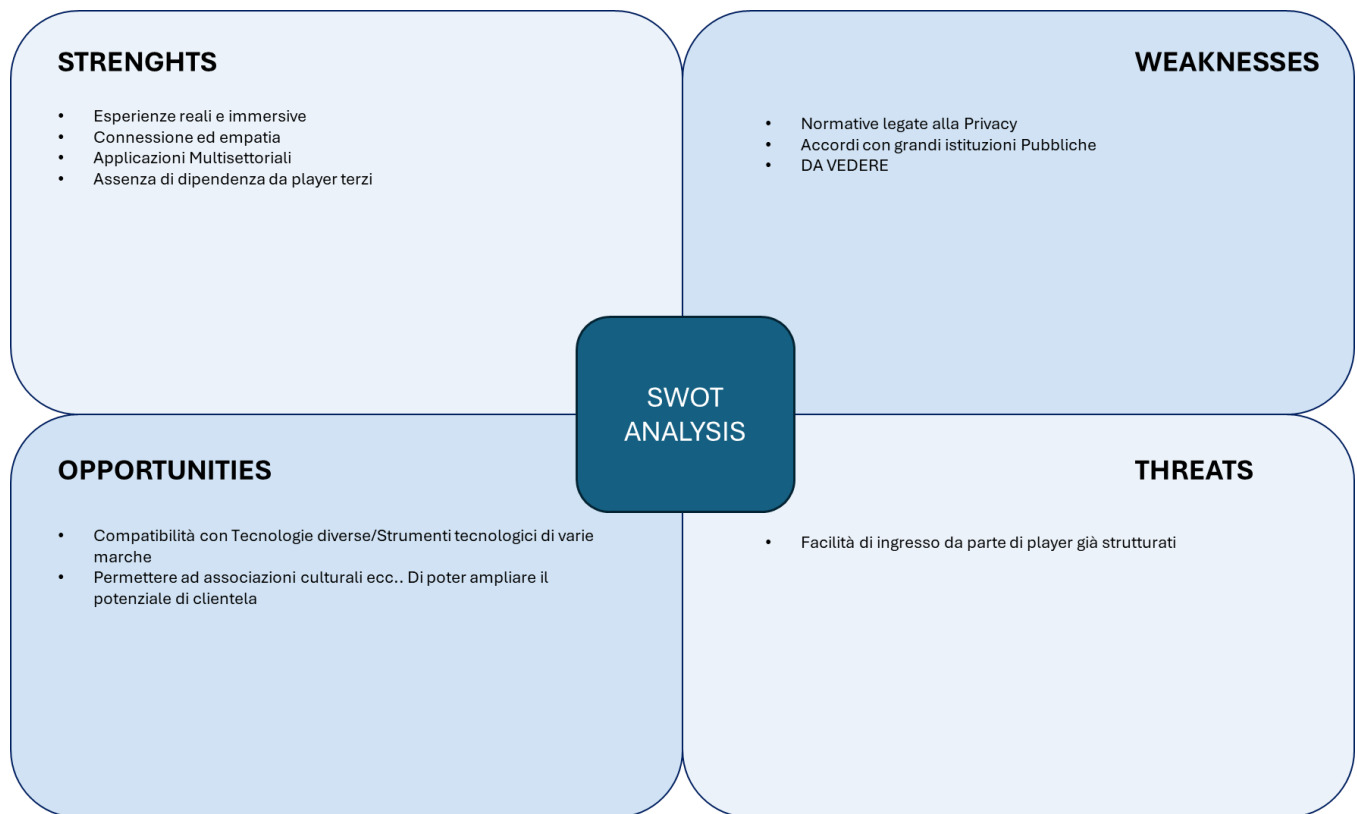 STRENGHTS
• Esperienze reali e immersive
• Connessione ed empatia
• Applicazioni Multisettoriali
• Assenza di dipendenza da player terzi
WEAKNESSES
• Normative legate alla Privacy
• Accordi con grandi istituzioni Pubbliche
• DA VEDERE
SWOT
ANALYSIS
OPPORTUNITIES
• Compatibilità con Tecnologie diverse/Strumenti tecnologici di varie
marche
• Permettere ad associazioni culturali ecc.. Di poter ampliare il
potenziale di clientela
THREATS
• Facilità di ingresso da parte di player già strutturati